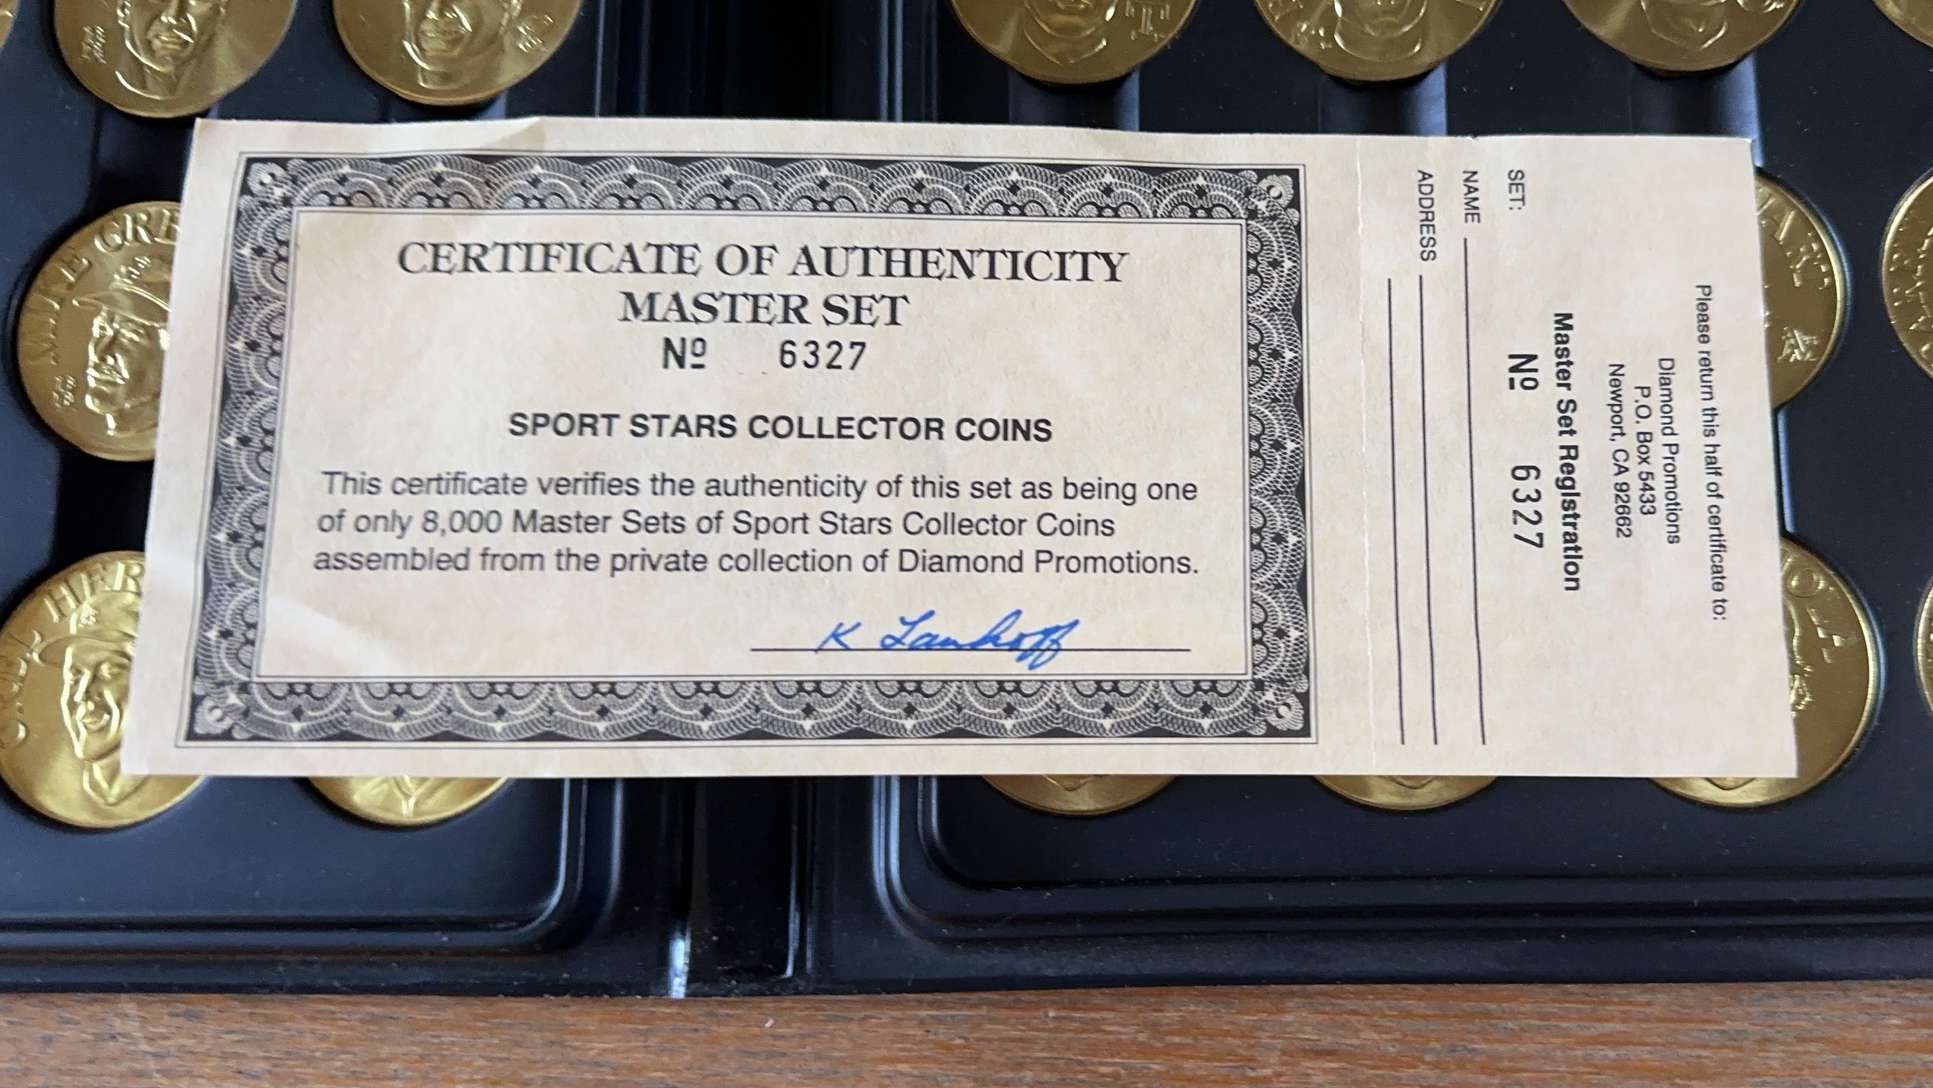 CERTIFICATE OF AUTHENTICITY
MASTER SET
Nº 6327
SPORT STARS COLLECTOR COINS
This certificate verifies the authenticity of this set as being one
of only 8,000 Master Sets of Sport Stars Collector Coins
assembled from the private collection of Diamond Promotions.
K Lankoff
Please return this half of certificate to:
Diamond Promotions
P.O. Box 5433
Newport, CA 92662
Master Set Registration
SET: Nº 6327
NAME
ADDRESS
MIKE GRE